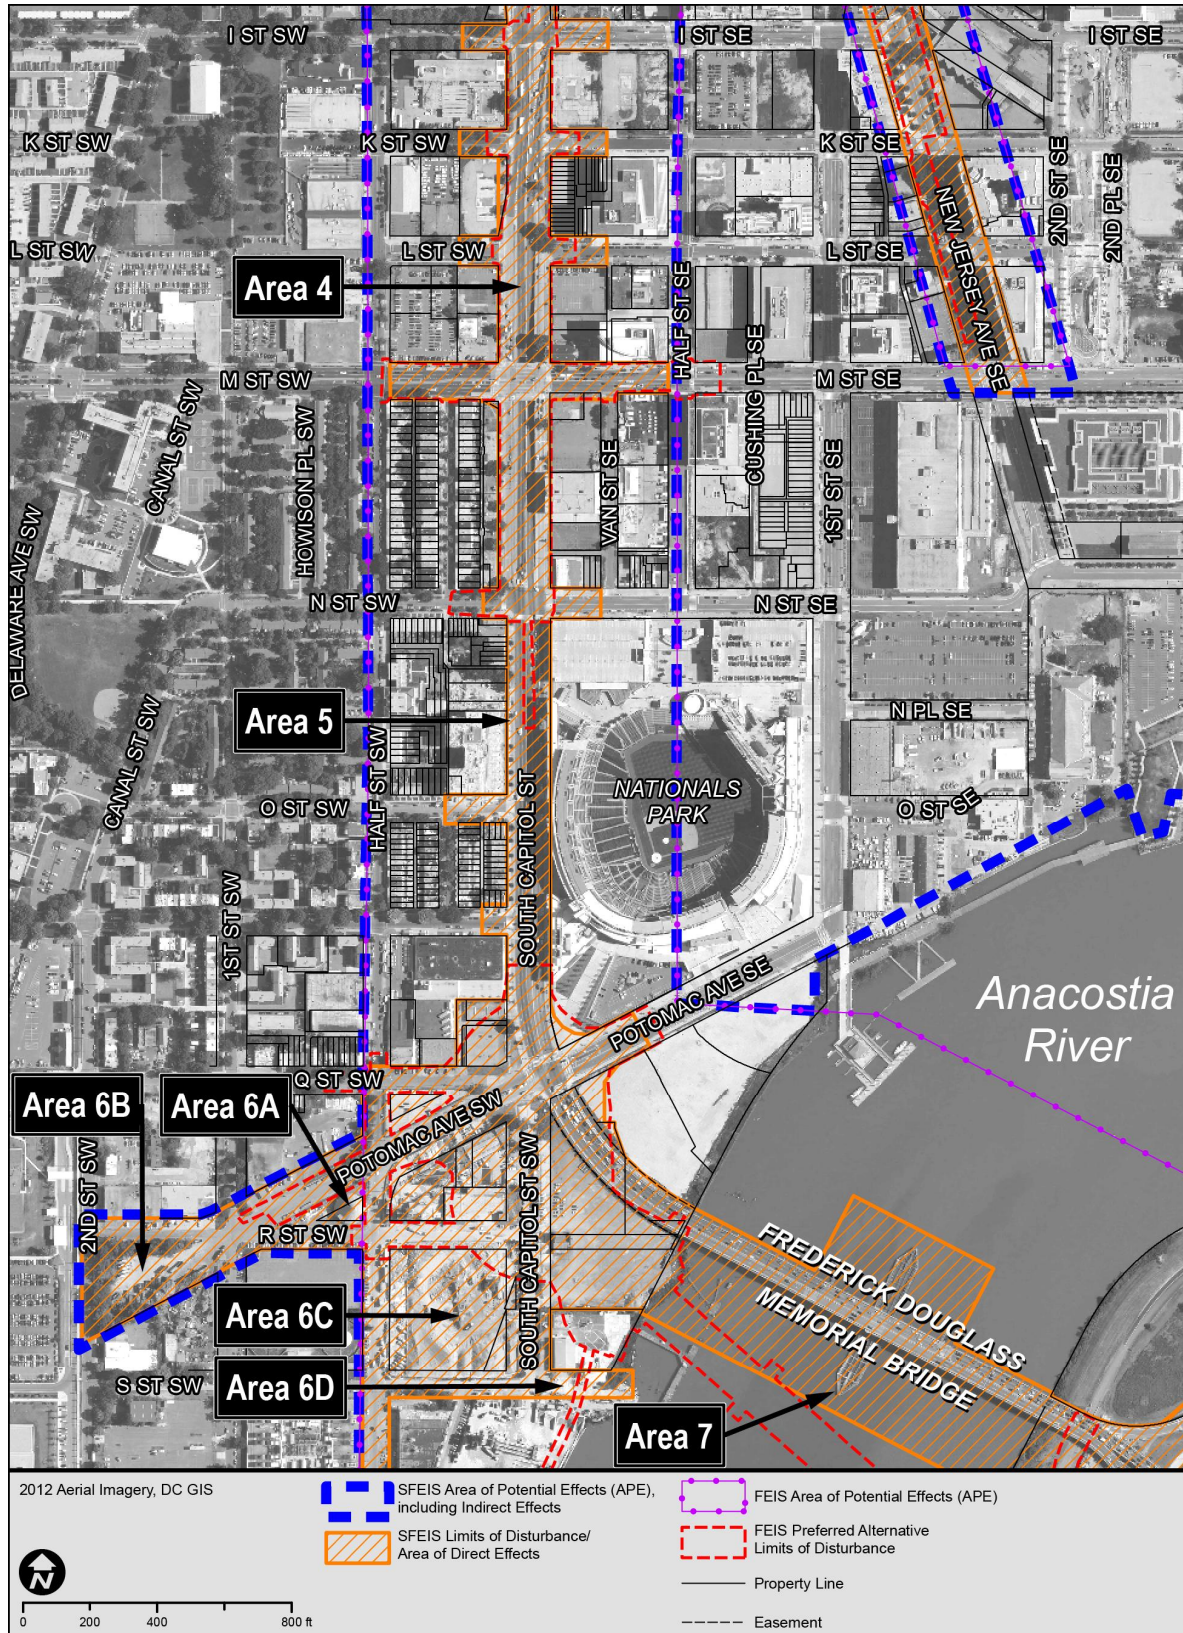 I ST SW
I ST SE
I ST SE
K ST SW
K ST SW
K ST SE
2ND ST SE
2ND PL SE
NEW JERSEY AVE SE
L ST SW
L ST SW
L ST SE
Area 4
HALF ST SE
CUSHING PL SE
M ST SW
M ST SE
CANAL ST SW
HOWISON PL SW
VAN ST SE
1ST ST SE
DELAWARE AVE SW
N ST SW
N ST SE
Area 5
N PL SE
CANAL ST SW
HALF ST SW
SOUTH CAPITOL ST
NATIONALS
PARK
O ST SW
O ST SE
1ST ST SW
POTOMAC AVE SE
Anacostia
River
Q ST SW
Area 6B
Area 6A
POTOMAC AVE SW
2ND ST SW
R ST SW
SOUTH CAPITOL ST SW
FREDERICK DOUGLASS
MEMORIAL BRIDGE
Area 6C
S ST SW
Area 6D
Area 7
2012 Aerial Imagery, DC GIS
SFEIS Area of Potential Effects (APE),
including Indirect Effects
SFEIS Limits of Disturbance/
Area of Direct Effects
FEIS Area of Potential Effects (APE)
FEIS Preferred Alternative
Limits of Disturbance
Property Line
Easement
N
0 200 400 800 ft